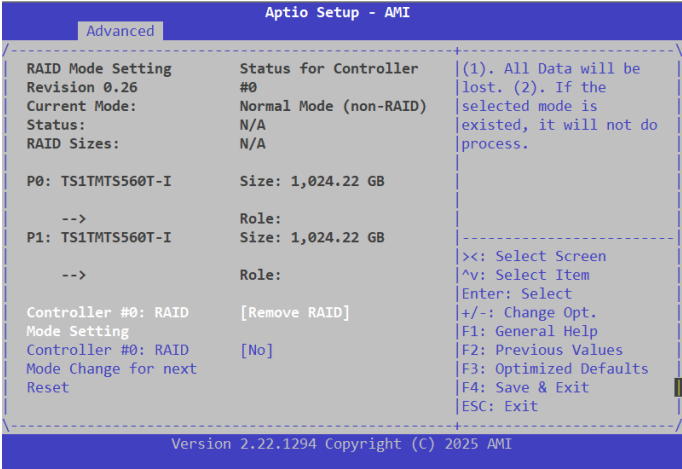 Aptio Setup - AMI
Advanced
RAID Mode Setting Status for Controller
Revision 0.26 #0
Current Mode: Normal Mode (non-RAID)
Status: N/A
RAID Sizes: N/A
P0: TS1TMTS560T-I Size: 1,024.22 GB
--> Role:
P1: TS1TMTS560T-I Size: 1,024.22 GB
--> Role:
Controller #0: RAID [Remove RAID]
Mode Setting
Controller #0: RAID [No]
Mode Change for next
Reset
(1). All Data will be
lost. (2). If the
selected mode is
existed, it will not do
process.
><: Select Screen
^v: Select Item
Enter: Select
+/-: Change Opt.
F1: General Help
F2: Previous Values
F3: Optimized Defaults
F4: Save & Exit
ESC: Exit
Version 2.22.1294 Copyright (C) 2025 AMI